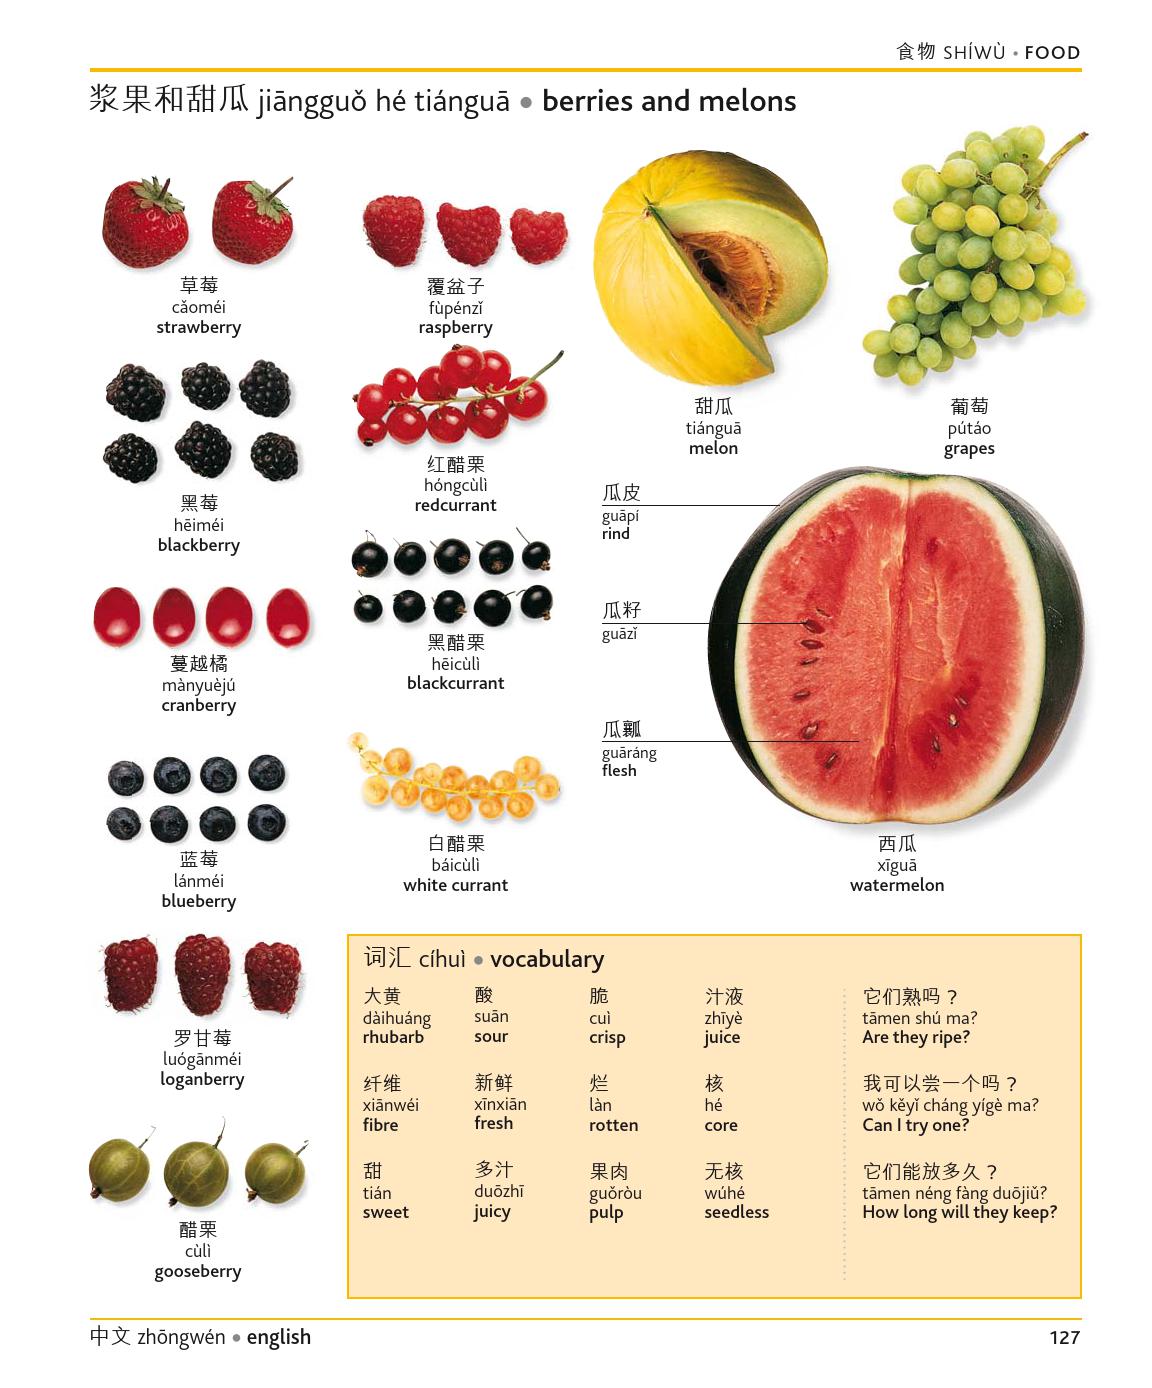 食物 SHÍWÙ • FOOD
浆果和甜瓜 jiāngguǒ hé tiánguā • berries and melons
草莓
cǎoméi
strawberry
黑莓
hēiméi
blackberry
蔓越橘
mànyuèjú
cranberry
蓝莓
lánméi
blueberry
罗甘莓
luógānméi
loganberry
醋栗
cùlì
gooseberry
覆盆子
fùpénzǐ
raspberry
红醋栗
hóngcùlì
redcurrant
黑醋栗
hēicùlì
blackcurrant
白醋栗
báicùlì
white currant
甜瓜
tiánguā
melon
葡萄
pútáo
grapes
瓜皮
guāpí
rind
瓜籽
guāzǐ
瓜瓤
guāráng
flesh
西瓜
xīguā
watermelon
词汇 cíhuì • vocabulary
大黄
dàihuáng
rhubarb
纤维
xiānwéi
fibre
甜
tián
sweet
酸
suān
sour
新鲜
xīnxiān
fresh
多汁
duōzhī
juicy
脆
cuì
crisp
烂
làn
rotten
果肉
guǒròu
pulp
汁液
zhīyè
juice
核
hé
core
无核
wúhé
seedless
它们熟吗？
tāmen shú ma?
Are they ripe?
我可以尝一个吗？
wǒ kěyǐ cháng yígè ma?
Can I try one?
它们能放多久？
tāmen néng fàng duōjiǔ?
How long will they keep?
中文 zhōngwén • english
127